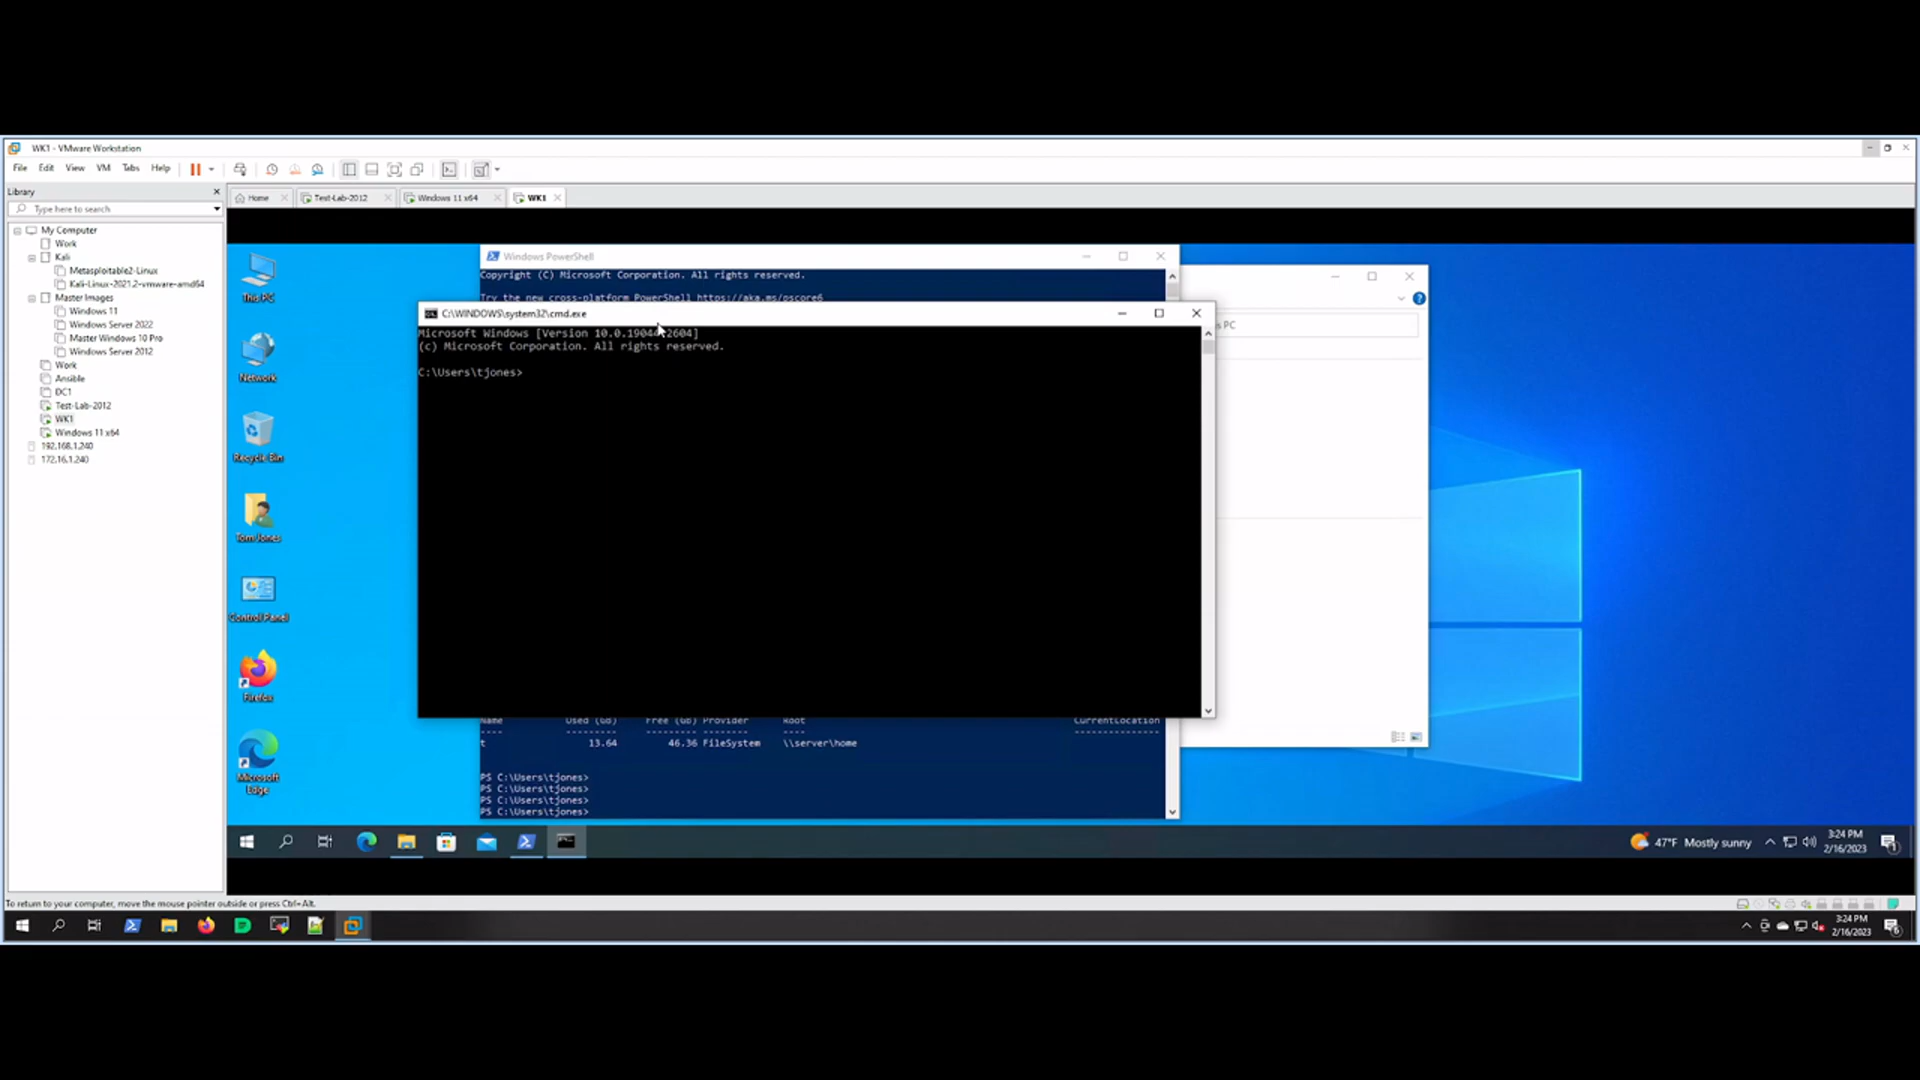 WK1 - VMware Workstation
File Edit View VM Tabs Help
Library
Type here to search
Home Test-Lab-2012 Windows 11 x64 WK1
My Computer
Work
Kali
Metasploitable2-Linux
Kali-Linux-2021.2-vmware-amd64
Master Images
Windows 11
Windows Server 2022
Master Windows 10 Pro
Windows Server 2012
Work
Ansible
DC1
Test-Lab-2012
WK1
Windows 11 x64
192.168.1.240
172.16.1.240
This PC
Network
Recycle Bin
Tom Jones
Control Panel
Firefox
Microsoft
Edge
Windows PowerShell
Copyright (C) Microsoft Corporation. All rights reserved.
Try the new cross-platform PowerShell https://aka.ms/pscore6
PC
C:\WINDOWS\system32\cmd.exe
Microsoft Windows [Version 10.0.19044.2604]
(c) Microsoft Corporation. All rights reserved.
C:\Users\tjones>
Name Used (GB) Free (GB) Provider Root CurrentLocation
---- --------- --------- -------- ---- ---------------
t 13.64 46.36 FileSystem \\server\home
PS C:\Users\tjones>
PS C:\Users\tjones>
PS C:\Users\tjones>
PS C:\Users\tjones>
47°F Mostly sunny
3:24 PM
2/16/2023
1
To return to your computer, move the mouse pointer outside or press Ctrl+Alt.
3:24 PM
2/16/2023
6